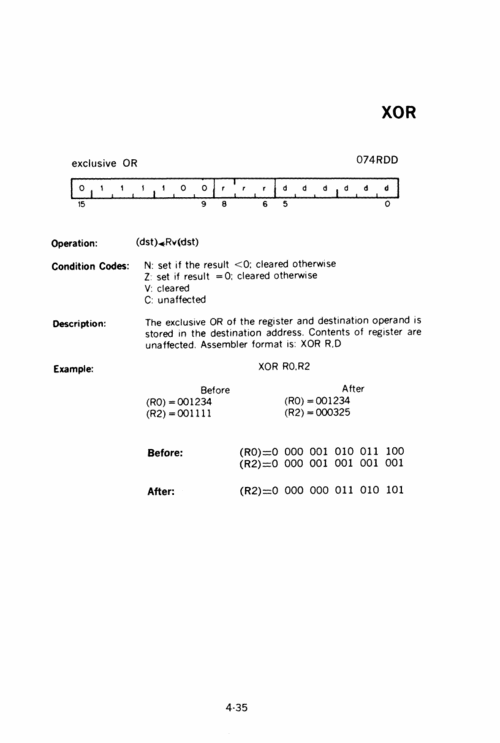 XOR
exclusive OR 074RDD
0 1 1 1 1 0 0 r r r d d d d d d
15 9 8 6 5 0
Operation: (dst)◄Rv(dst)
Condition Codes: N: set if the result <0; cleared otherwise
Z: set if result =0; cleared otherwise
V: cleared
C: unaffected
Description: The exclusive OR of the register and destination operand is
stored in the destination address. Contents of register are
unaffected. Assembler format is: XOR R,D
Example: XOR R0,R2
Before After
(R0) =001234 (R0) =001234
(R2) =001111 (R2) =000325
Before: (R0)=0 000 001 010 011 100
(R2)=0 000 001 001 001 001
After: (R2)=0 000 000 011 010 101
4-35